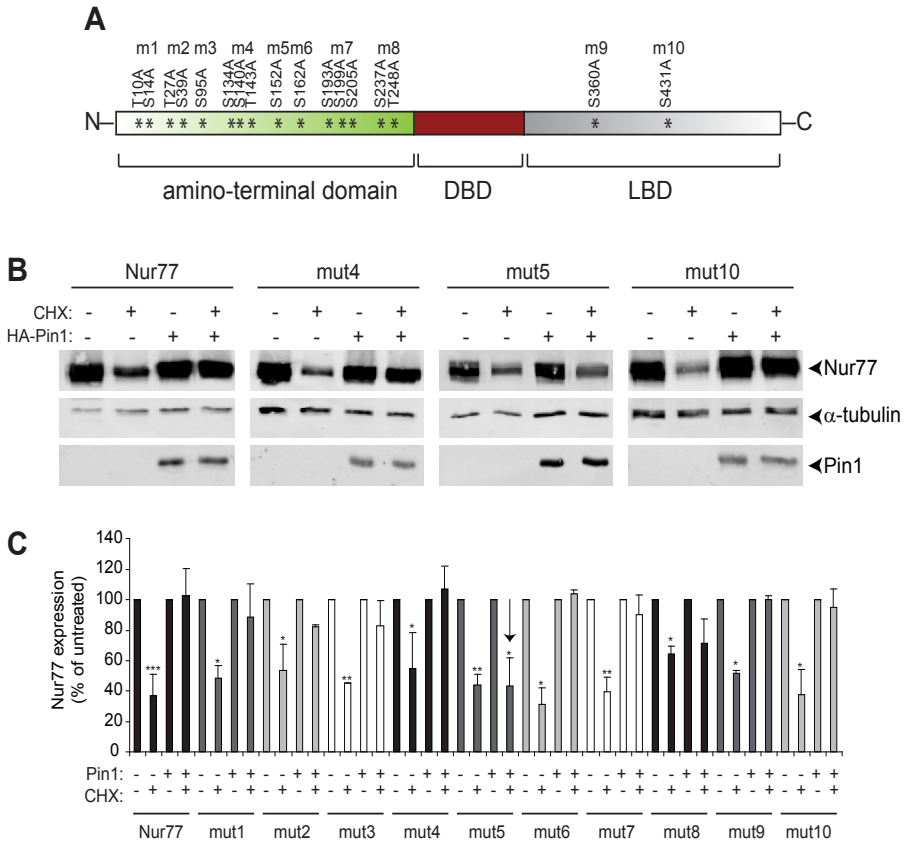 A
m1 m2 m3 m4 m5 m6 m7 m8 m9 m10
T10A S14A T27A S39A S95A S134A S140A T143A S152A S162A S193A S199A S205A S237A T248A S360A S431A
N * * * * * * * * * * * * * * * * * C
amino-terminal domain DBD LBD
B
Nur77 mut4 mut5 mut10
CHX: - + - + - + - + - + - + - + - +
HA-Pin1: - - + + - - + + - - + + - - + +
Nur77
α-tubulin
Pin1
C
Nur77 expression
(% of untreated)
140
120
100
80
60
40
20
0
*** * * ** * ** * * ** * * *
Pin1: - - + + - - + + - - + + - - + + - - + + - - + + - - + + - - + + - - + + - - + + - - + +
CHX: - + - + - + - + - + - + - + - + - + - + - + - + - + - + - + - + - + - + - + - + - + - +
Nur77 mut1 mut2 mut3 mut4 mut5 mut6 mut7 mut8 mut9 mut10